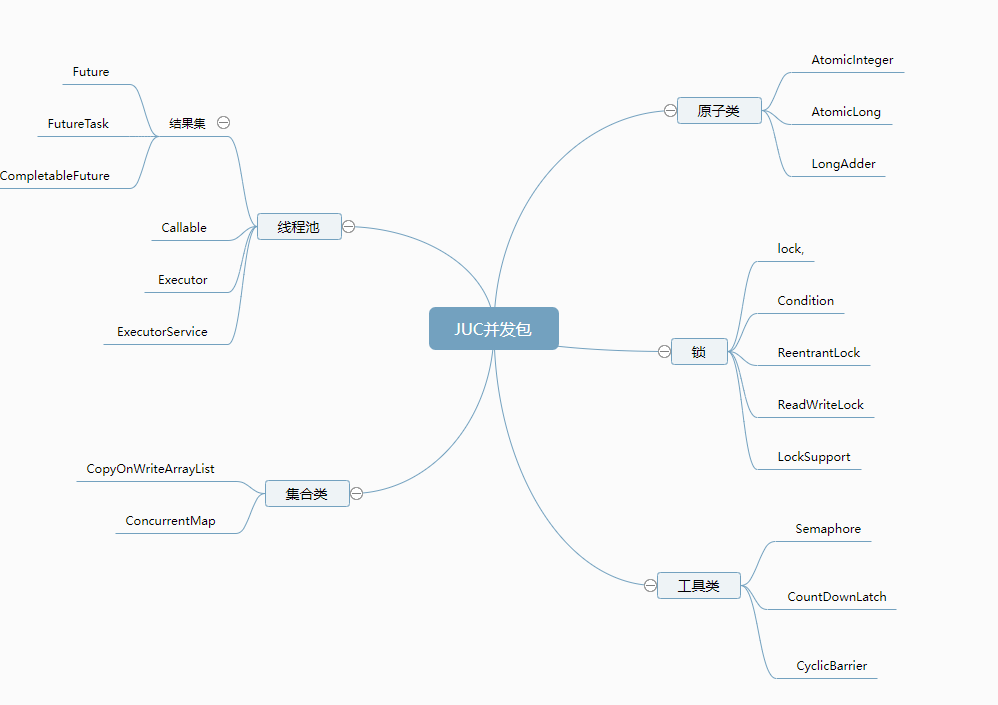 JUC并发包
原子类
AtomicInteger
AtomicLong
LongAdder
锁
lock,
Condition
ReentrantLock
ReadWriteLock
LockSupport
工具类
Semaphore
CountDownLatch
CyclicBarrier
线程池
结果集
Future
FutureTask
CompletableFuture
Callable
Executor
ExecutorService
集合类
CopyOnWriteArrayList
ConcurrentMap